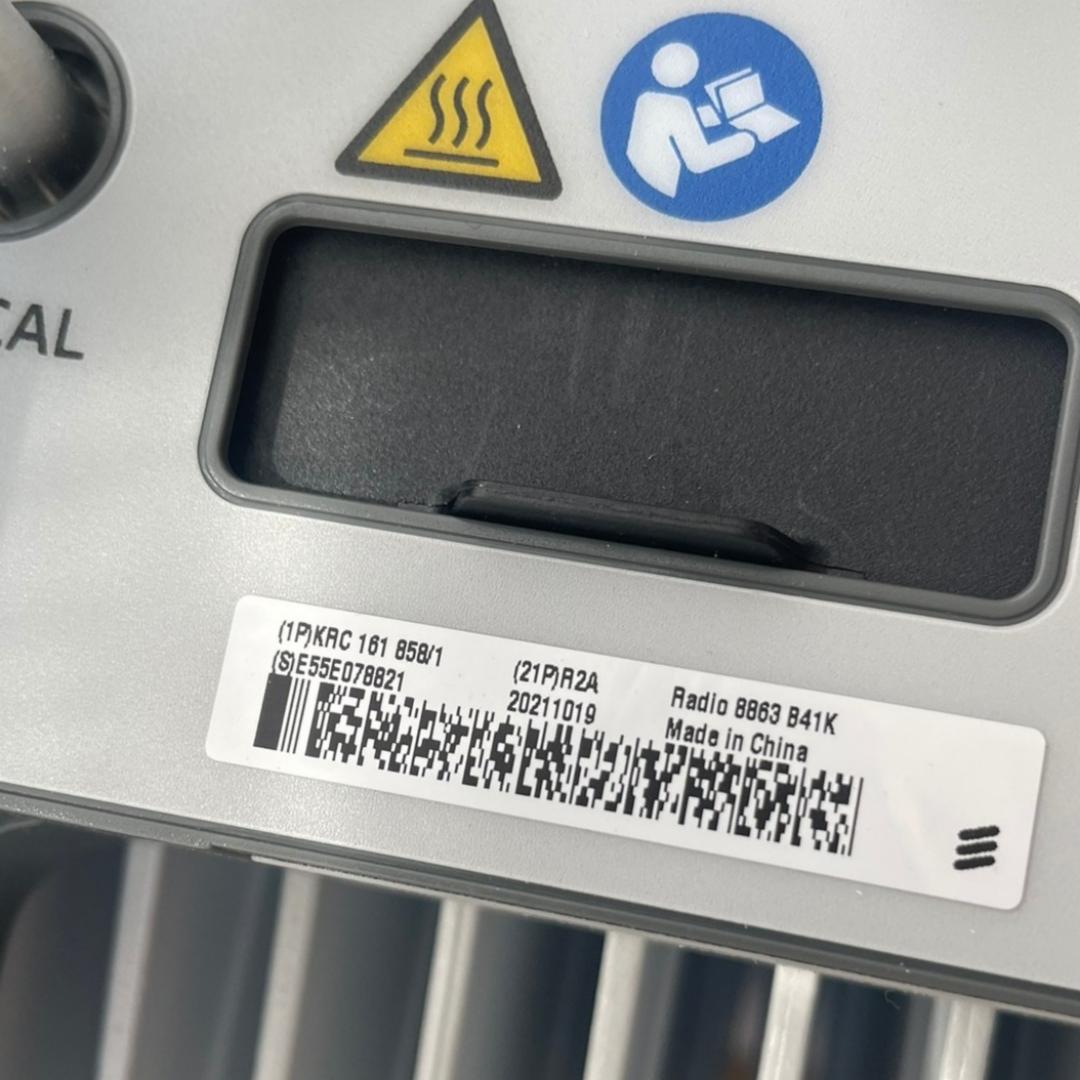 CAL
(1P)KRC 161 858/1
(S)E55E078821
(21P)R2A
20211019
Radio 8863 B41K
Made in China